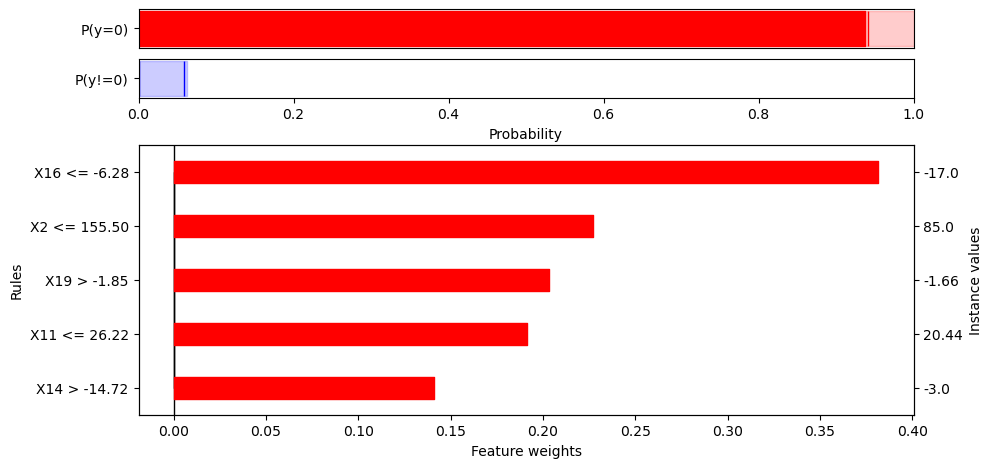 P(y=0)
P(y!=0)
0.0 0.2 0.4 0.6 0.8 1.0
Probability
X16 <= -6.28 -17.0
X2 <= 155.50 85.0
X19 > -1.85 -1.66
X11 <= 26.22 20.44
X14 > -14.72 -3.0
Rules
Instance values
0.00 0.05 0.10 0.15 0.20 0.25 0.30 0.35 0.40
Feature weights